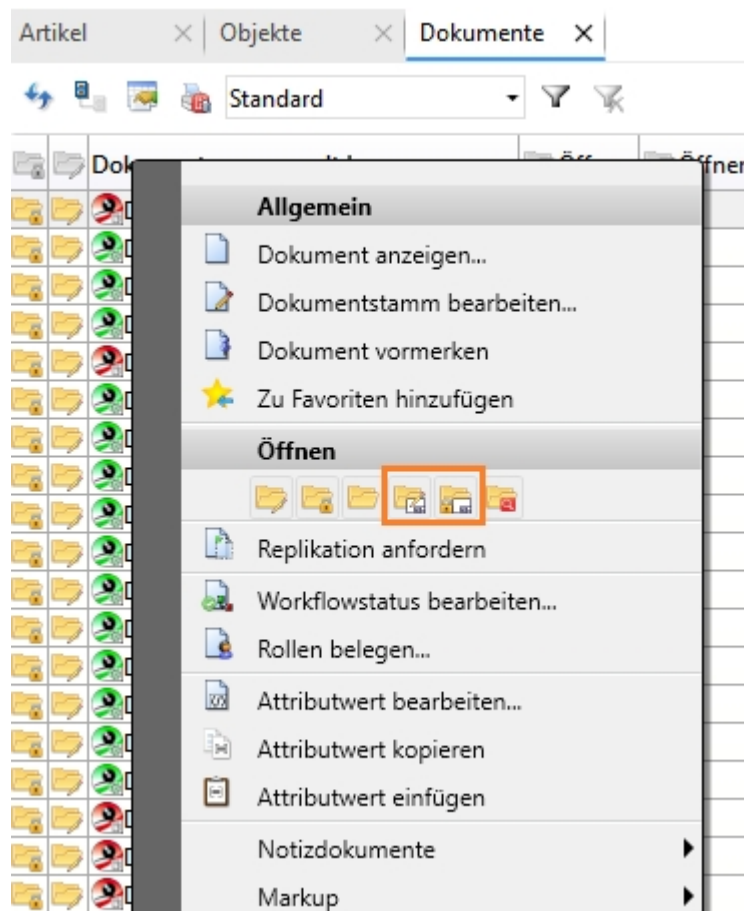 Artikel
Objekte
Dokumente
Standard
Allgemein
Dokument anzeigen...
Dokumentstamm bearbeiten...
Dokument vormerken
Zu Favoriten hinzufügen
Öffnen
Replikation anfordern
Workflowstatus bearbeiten...
Rollen belegen...
Attributwert bearbeiten...
Attributwert kopieren
Attributwert einfügen
Notizdokumente
Markup